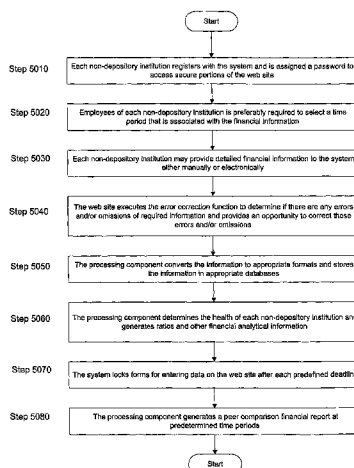 Start
Step 5010
Each non-depository institution registers with the system and is assigned a password to
access secure portions of the web site
Step 5020
Employees of each non-depository institution is preferably required to select a time
period that is associated with the financial information
Step 5030
Each non-depository institution may provide detailed financial information to the system
either manually or electronically
Step 5040
The web site executes the error correction function to determine if there are any errors
and/or omissions of required information and provides an opportunity to correct those
errors and/or omissions
Step 5050
The processing component converts the information to appropriate formats and stores
the information in appropriate databases
Step 5060
The processing component determines the health of each non-depository institution and
generates ratios and other financial analytical information
Step 5070
The system locks forms for entering data on the web site after each predefined deadline
Step 5080
The processing component generates a peer comparison financial report at
predetermined time periods
Start